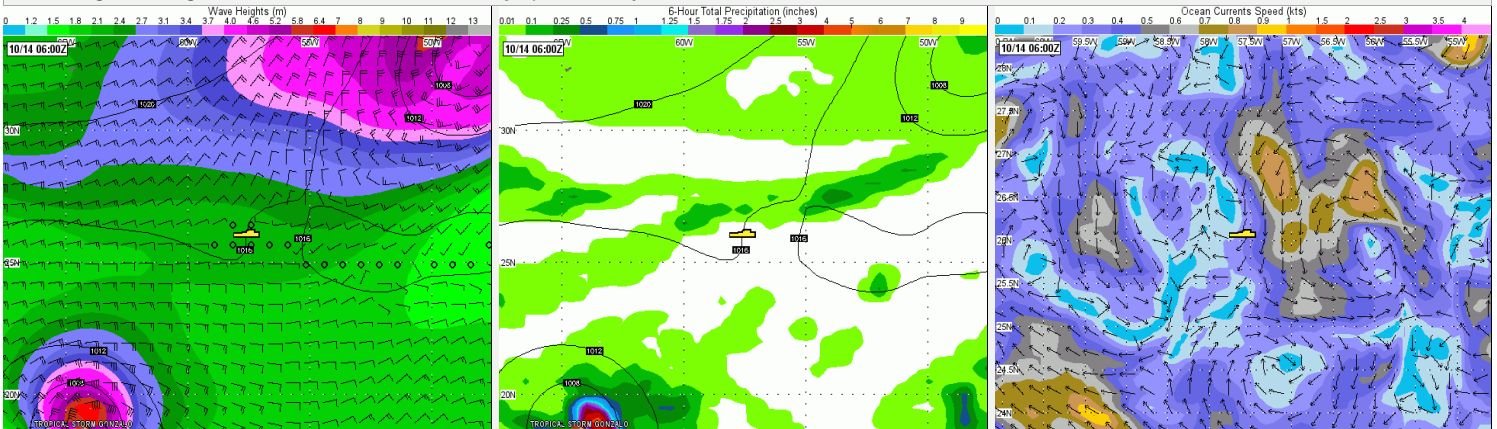 Wave Heights (m)
1.2 1.5 1.8 2.1 2.4 2.7 3.1 3.4 3.7 4.6 5.8 6.4 7 8 9 10 11 12 13
10/14 06:00Z
60W 55W 50W
1008
1020
1012
30N
1016
1016
25N
1012
1008
20N
TROPICAL STORM GONZALO
6-Hour Total Precipitation (inches)
0.01 0.1 0.25 0.5 0.75 1 1.25 1.5 1.75 2 2.5 3 4 5 6 7 8 9
10/14 06:00Z
60W 55W 50W
1008
1020
1012
30N
1016
1016
25N
1012
1008
20N
TROPICAL STORM GONZALO
Ocean Currents Speed (kts)
0 0.1 0.2 0.3 0.4 0.5 0.6 0.7 0.8 0.9 1 1.5 2 2.5 3 3.5 4
10/14 06:00Z
59.5W 59W 58.5W 58W 57.5W 57W 56.5W 56W 55.5W 55W
28N
27.5N
27N
26.5N
26N
25.5N
25N
24.5N
24N